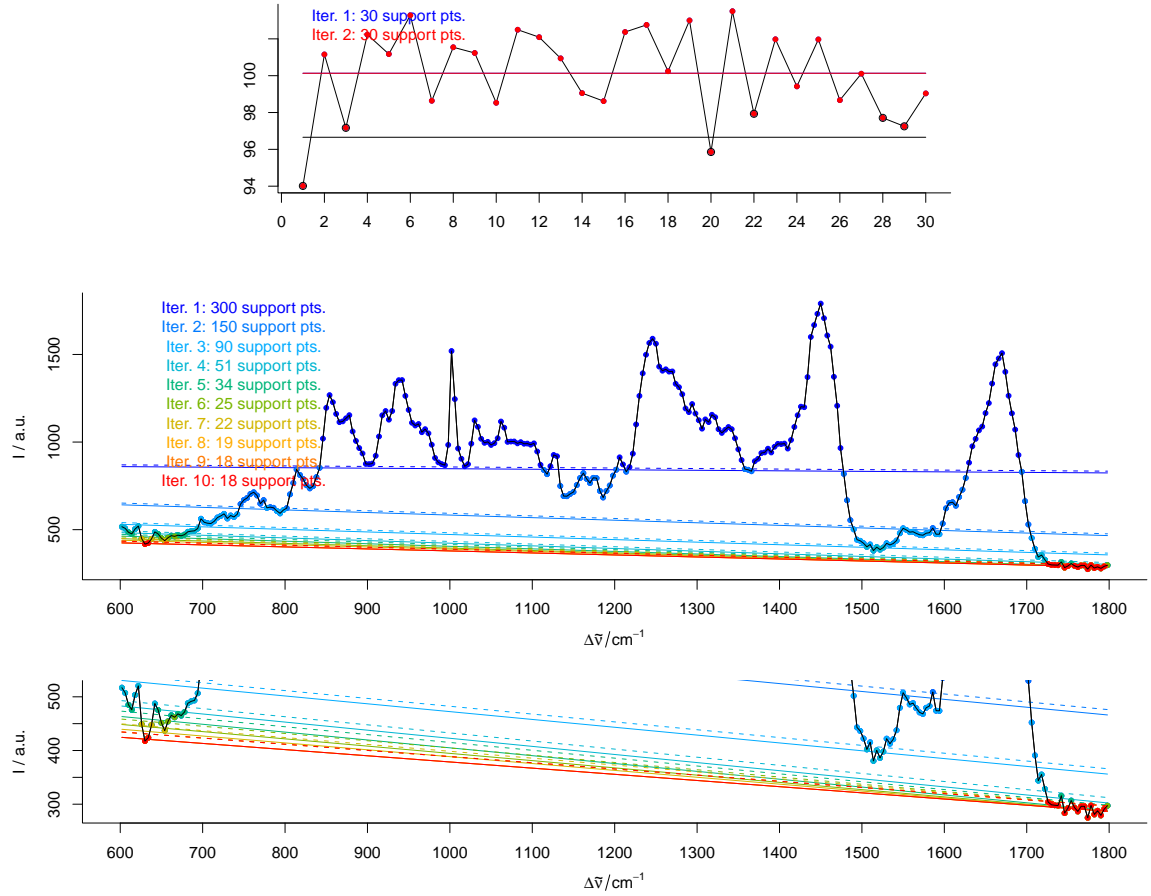 Iter. 1: 30 support pts.
Iter. 2: 30 support pts.
94 96 98 100
0 2 4 6 8 10 12 14 16 18 20 22 24 26 28 30
Iter. 1: 300 support pts.
Iter. 2: 150 support pts.
Iter. 3: 90 support pts.
Iter. 4: 51 support pts.
Iter. 5: 34 support pts.
Iter. 6: 25 support pts.
Iter. 7: 22 support pts.
Iter. 8: 19 support pts.
Iter. 9: 18 support pts.
Iter. 10: 18 support pts.
I / a.u.
500 1000 1500
600 700 800 900 1000 1100 1200 1300 1400 1500 1600 1700 1800
Δν̃/cm⁻¹
I / a.u.
300 400 500
600 700 800 900 1000 1100 1200 1300 1400 1500 1600 1700 1800
Δν̃/cm⁻¹